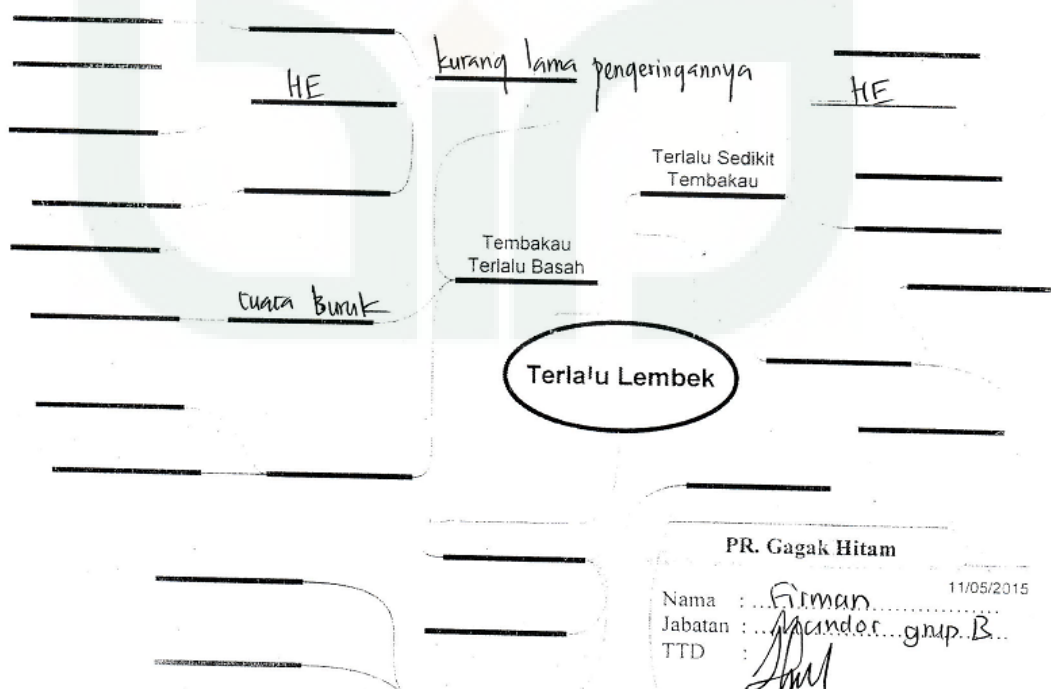 kurang lama pengeringannya
HE
HE
Terlalu Sedikit
Tembakau
Tembakau
Terlalu Basah
Cuaca Buruk
Terlalu Lembek
PR. Gagak Hitam
11/05/2015
Nama : Firman
Jabatan : Mandor grup B
TTD :